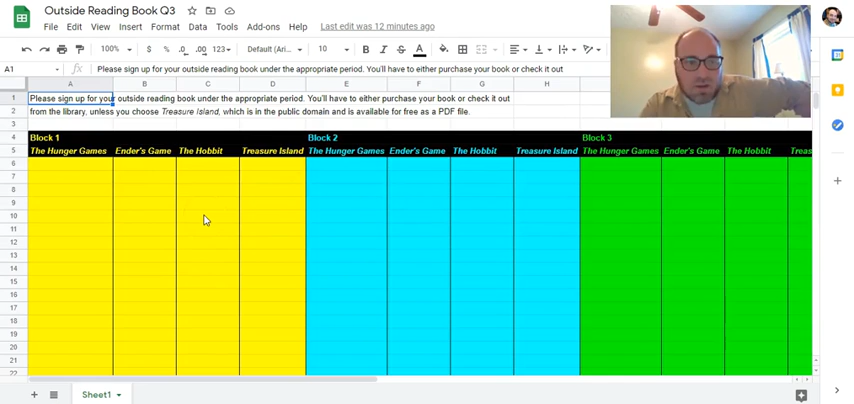 Outside Reading Book Q3
File Edit View Insert Format Data Tools Add-ons Help Last edit was 12 minutes ago
100% $ % .0 .00 123 Default (Ari... 10 B I S A
A1 fx Please sign up for your outside reading book under the appropriate period. You'll have to either purchase your book or check it out
A B C D E F G H
1 Please sign up for your outside reading book under the appropriate period. You'll have to either purchase your book or check it out
2 from the library, unless you choose Treasure Island, which is in the public domain and is available for free as a PDF file.
3
4 Block 1 Block 2 Block 3
5 The Hunger Games Ender's Game The Hobbit Treasure Island The Hunger Games Ender's Game The Hobbit Treasure Island The Hunger Games Ender's Game The Hobbit Treas
6
7
8
9
10
11
12
13
14
15
16
17
18
19
20
21
22
Sheet1